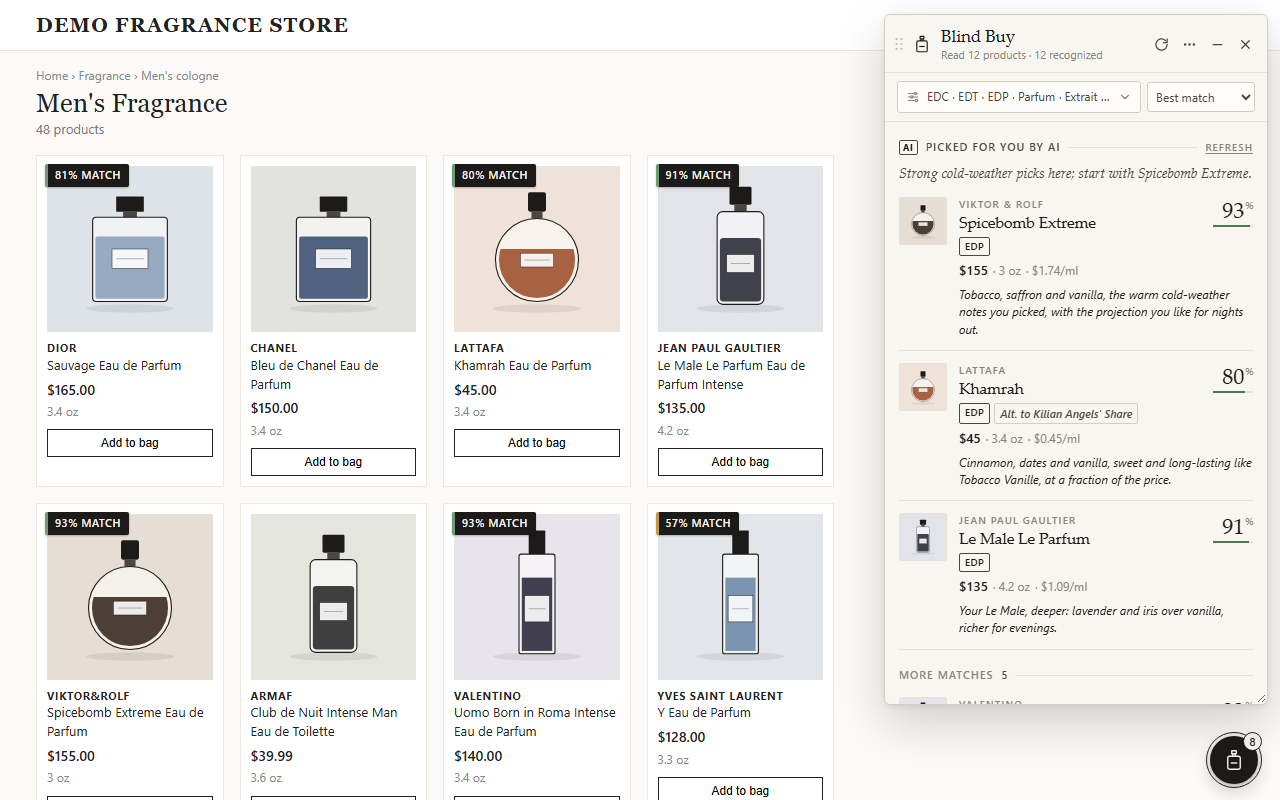 DEMO FRAGRANCE STORE
Home › Fragrance › Men's cologne
Men's Fragrance
48 products
81% MATCH
DIOR
Sauvage Eau de Parfum
$165.00
3.4 oz
Add to bag
CHANEL
Bleu de Chanel Eau de
Parfum
$150.00
3.4 oz
Add to bag
80% MATCH
LATTAFA
Khamrah Eau de Parfum
$45.00
3.4 oz
Add to bag
91% MATCH
JEAN PAUL GAULTIER
Le Male Le Parfum Eau de
Parfum Intense
$135.00
4.2 oz
Add to bag
93% MATCH
VIKTOR&ROLF
Spicebomb Extreme Eau de
Parfum
$155.00
3 oz
ARMAF
Club de Nuit Intense Man
Eau de Toilette
$39.99
3.6 oz
93% MATCH
VALENTINO
Uomo Born in Roma Intense
Eau de Parfum
$140.00
3.4 oz
57% MATCH
YVES SAINT LAURENT
Y Eau de Parfum
$128.00
3.3 oz
Add to bag
Blind Buy
Read 12 products · 12 recognized
EDC · EDT · EDP · Parfum · Extrait ...
Best match
AI PICKED FOR YOU BY AI
REFRESH
Strong cold-weather picks here; start with Spicebomb Extreme.
VIKTOR & ROLF
Spicebomb Extreme
93%
EDP
$155 · 3 oz · $1.74/ml
Tobacco, saffron and vanilla, the warm cold-weather
notes you picked, with the projection you like for nights
out.
LATTAFA
Khamrah
80%
EDP
Alt. to Kilian Angels' Share
$45 · 3.4 oz · $0.45/ml
Cinnamon, dates and vanilla, sweet and long-lasting like
Tobacco Vanille, at a fraction of the price.
JEAN PAUL GAULTIER
Le Male Le Parfum
91%
EDP
$135 · 4.2 oz · $1.09/ml
Your Le Male, deeper: lavender and iris over vanilla,
richer for evenings.
MORE MATCHES 5
VALENTINO
8